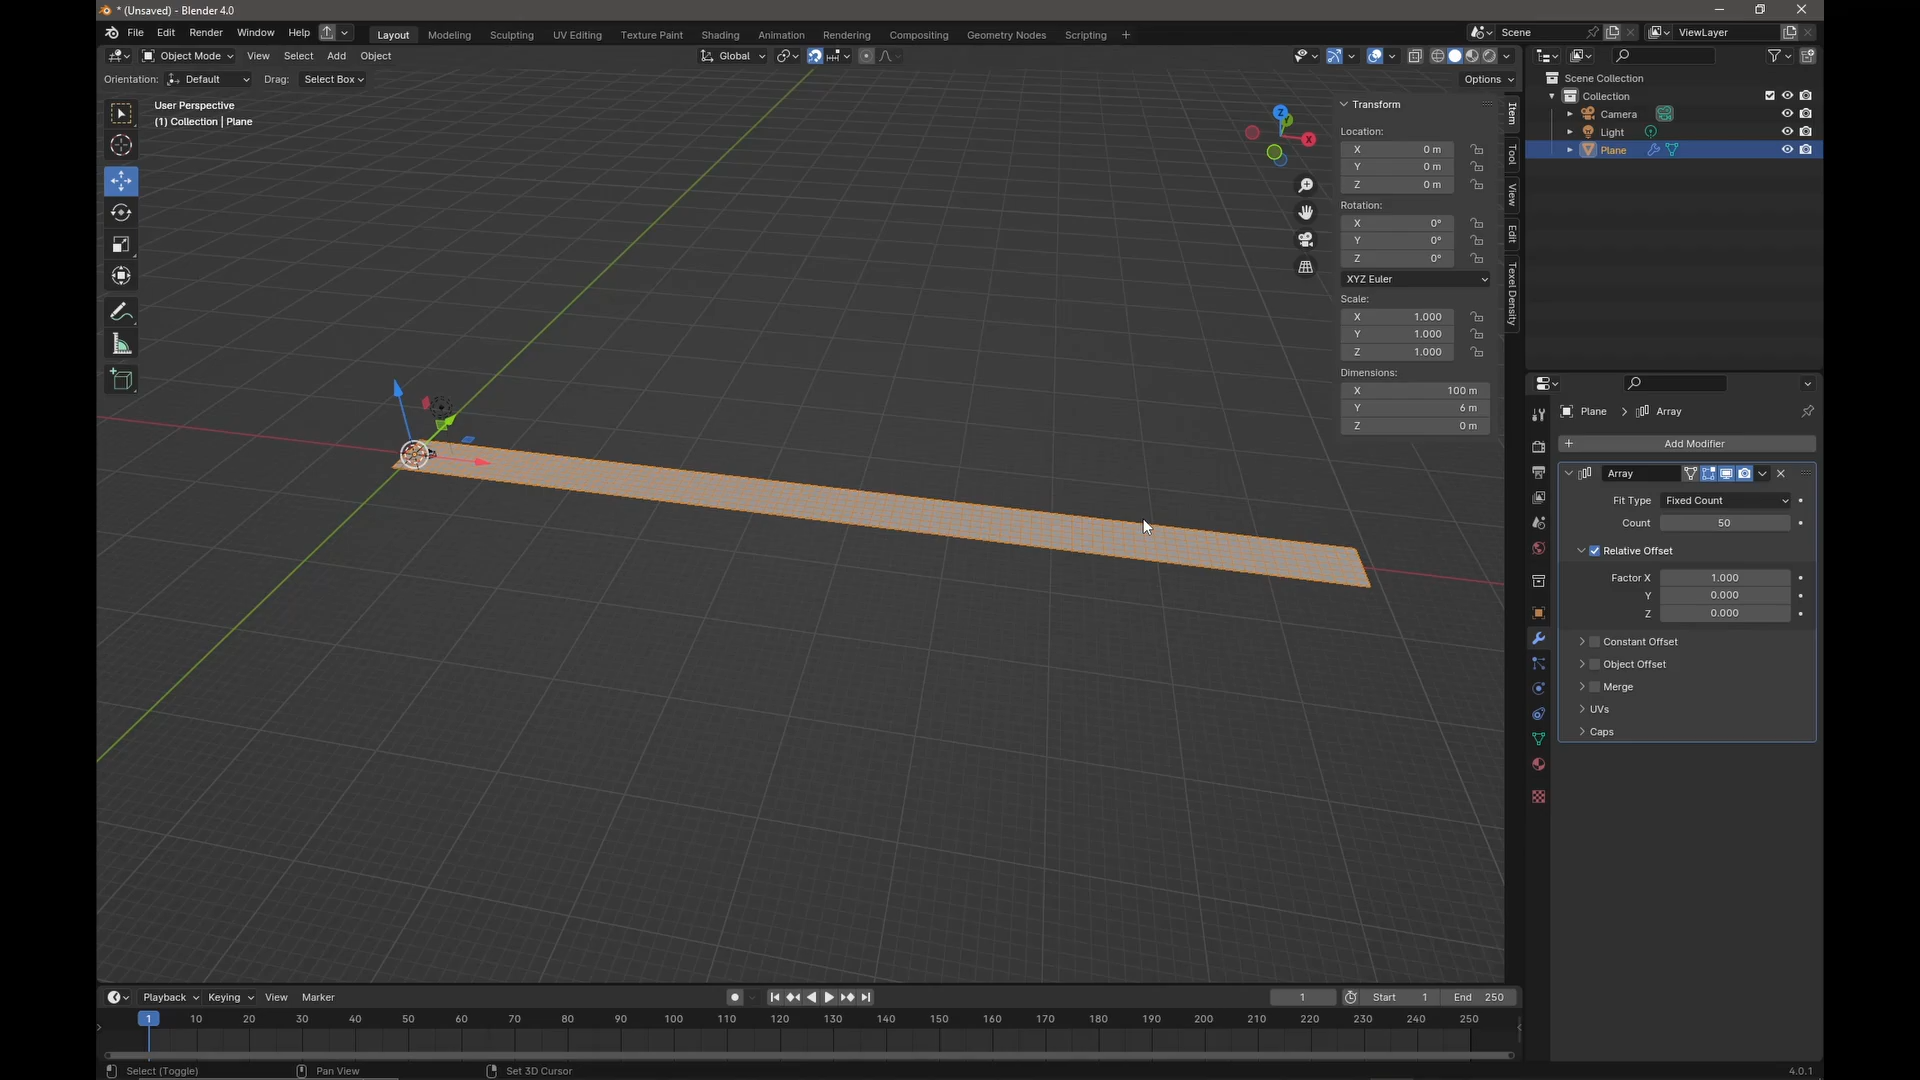 * (Unsaved) - Blender 4.0
File Edit Render Window Help Layout Modeling Sculpting UV Editing Texture Paint Shading Animation Rendering Compositing Geometry Nodes Scripting + Scene ViewLayer
Object Mode View Select Add Object Global
Orientation: Default Drag: Select Box Options
User Perspective
(1) Collection | Plane
Z
X
Transform
Location:
X 0 m
Y 0 m
Z 0 m
Rotation:
X 0°
Y 0°
Z 0°
XYZ Euler
Scale:
X 1.000
Y 1.000
Z 1.000
Dimensions:
X 100 m
Y 6 m
Z 0 m
Item
Tool
View
Edit
Texel Density
Scene Collection
Collection
Camera
Light
Plane
Plane > Array
+ Add Modifier
Array
Fit Type Fixed Count
Count 50
Relative Offset
Factor X 1.000
Y 0.000
Z 0.000
Constant Offset
Object Offset
Merge
UVs
Caps
Playback Keying View Marker 1 Start 1 End 250
1 10 20 30 40 50 60 70 80 90 100 110 120 130 140 150 160 170 180 190 200 210 220 230 240 250
Select (Toggle) Pan View Set 3D Cursor 4.0.1